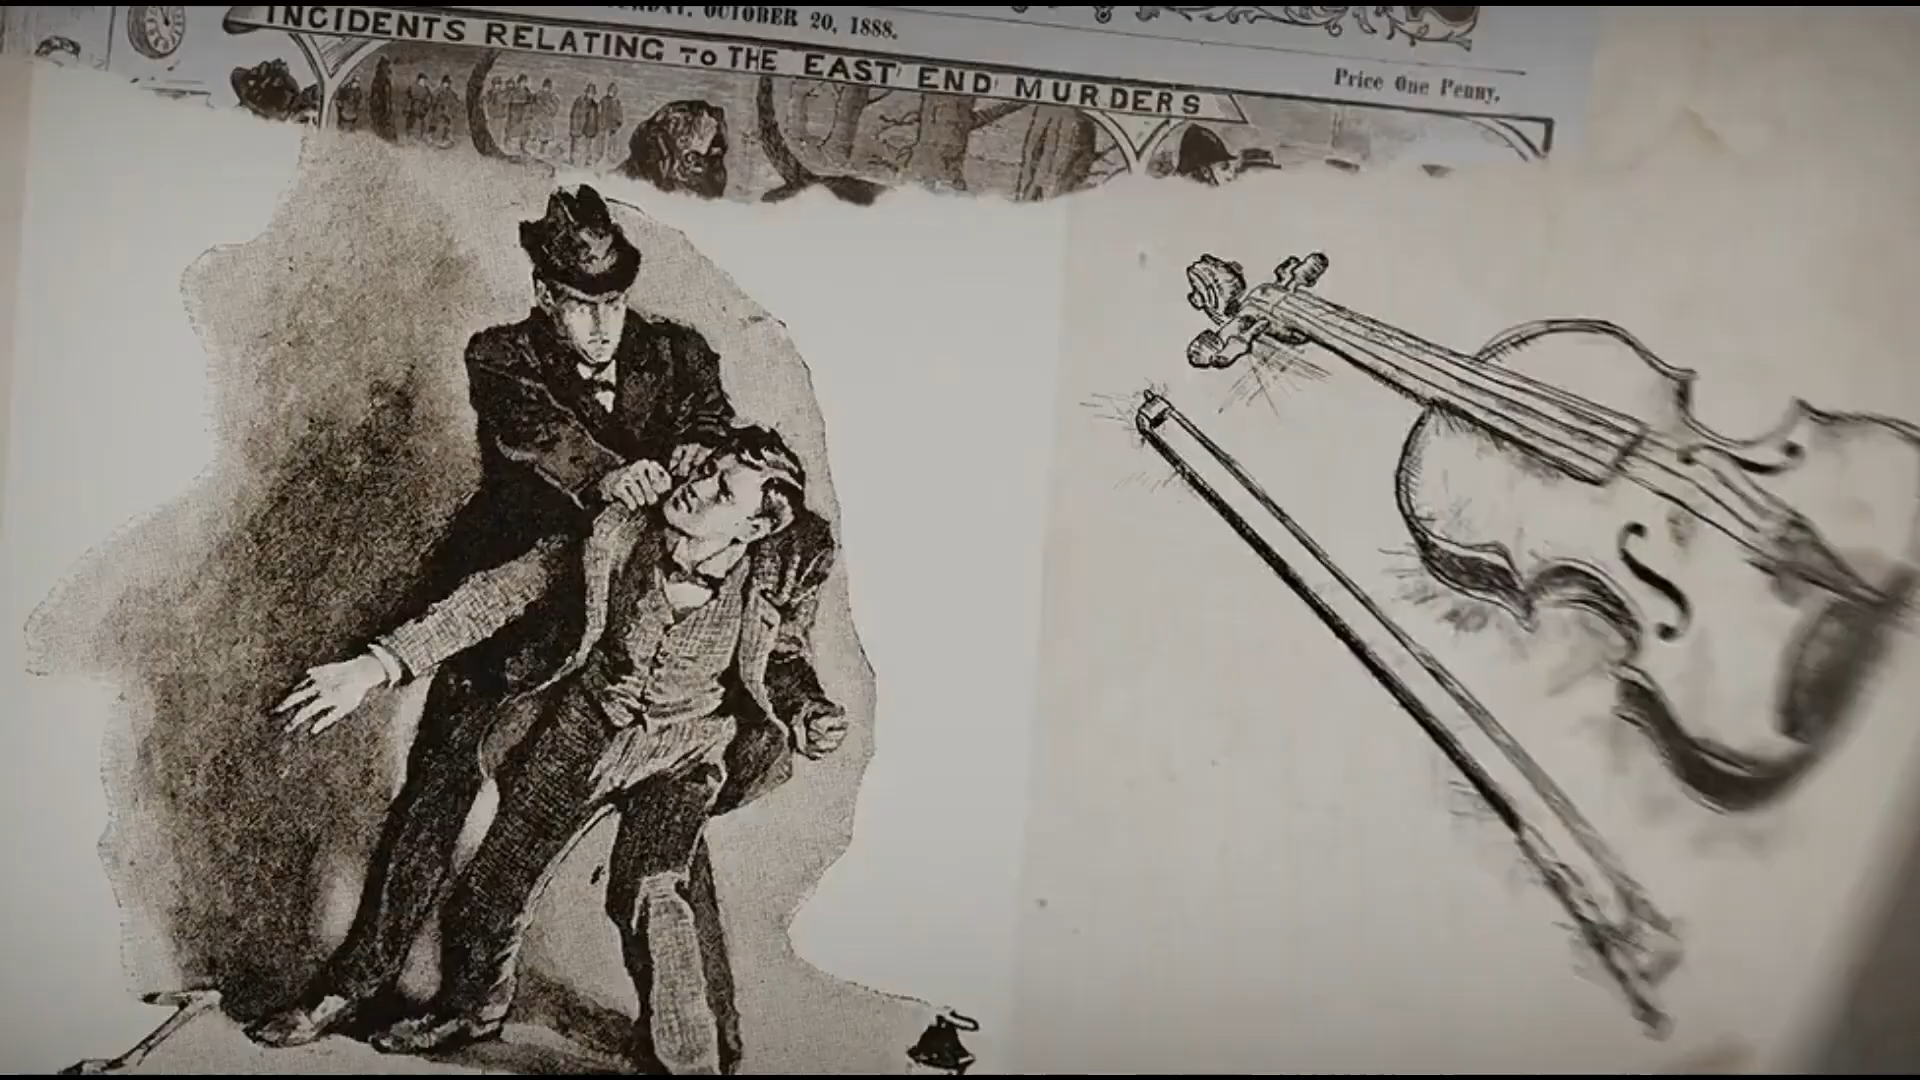 OCTOBER 20, 1888.
INCIDENTS RELATING TO THE EAST END MURDERS
Price One Penny.